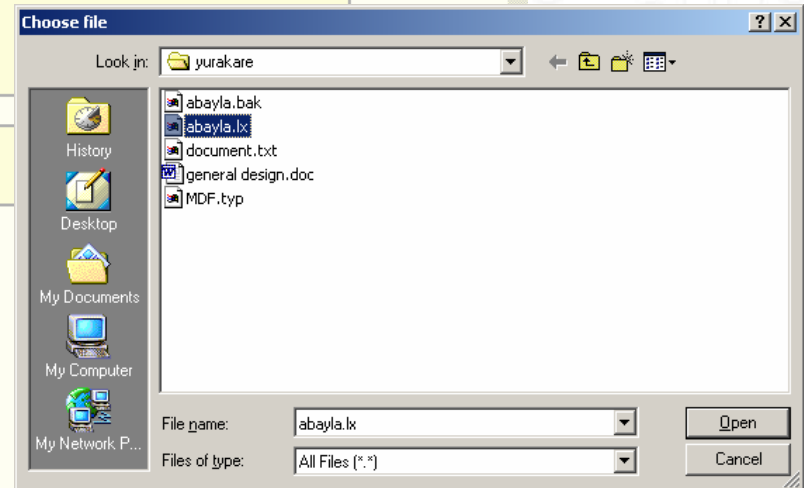 Choose file
Look in: yurakare
History
Desktop
My Documents
My Computer
My Network P...
abayla.bak
abayla.lx
document.txt
general design.doc
MDF.typ
File name: abayla.lx Open
Files of type: All Files (*.*) Cancel